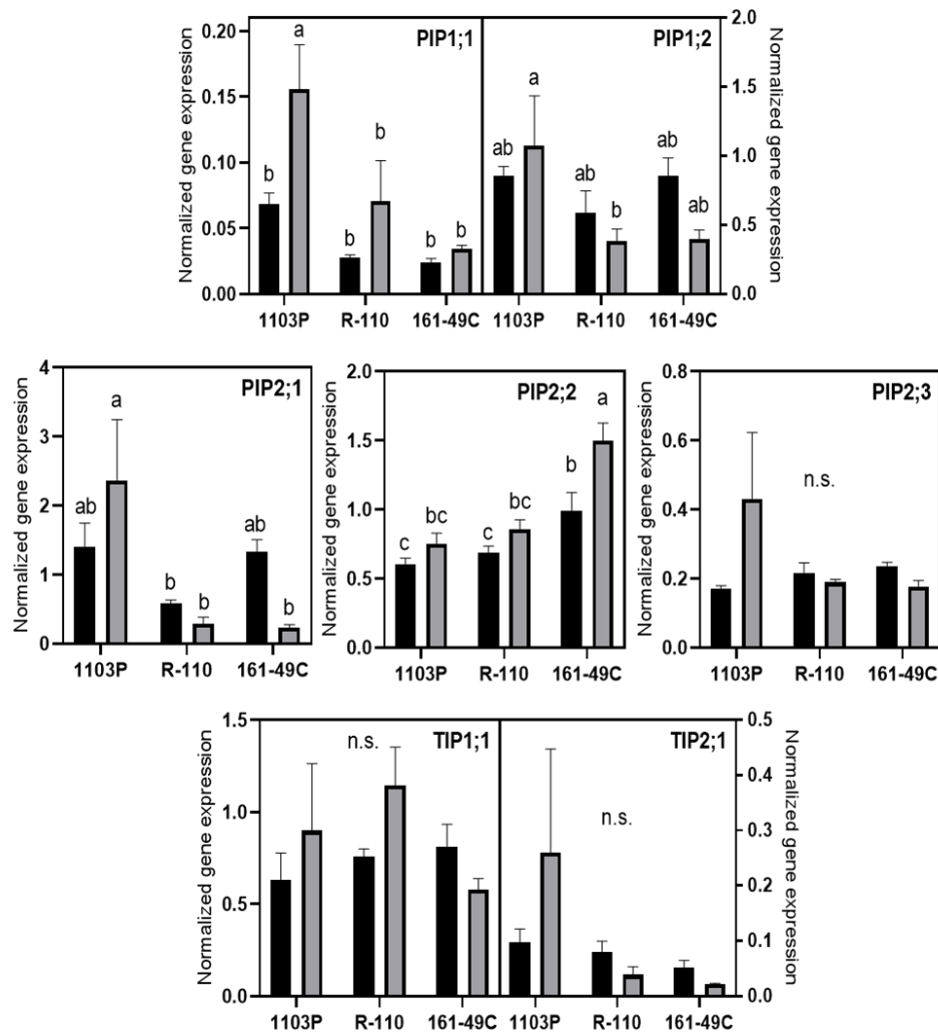 PIP1;1
PIP1;2
Normalized gene expression
0.20
0.15
0.10
0.05
0.00
a
b
b
b
b
b
a
ab
ab
b
ab
ab
2.0
1.5
1.0
0.5
0.0
Normalized gene expression
1103P R-110 161-49C 1103P R-110 161-49C
PIP2;1
Normalized gene expression
4
3
2
1
0
ab
a
b
b
ab
b
1103P R-110 161-49C
PIP2;2
Normalized gene expression
2.0
1.5
1.0
0.5
0.0
c
bc
c
bc
b
a
1103P R-110 161-49C
PIP2;3
Normalized gene expression
0.8
0.6
0.4
0.2
0.0
n.s.
1103P R-110 161-49C
TIP1;1
TIP2;1
Normalized gene expression
1.5
1.0
0.5
0.0
n.s.
n.s.
0.5
0.4
0.3
0.2
0.1
0.0
Normalized gene expression
1103P R-110 161-49C 1103P R-110 161-49C